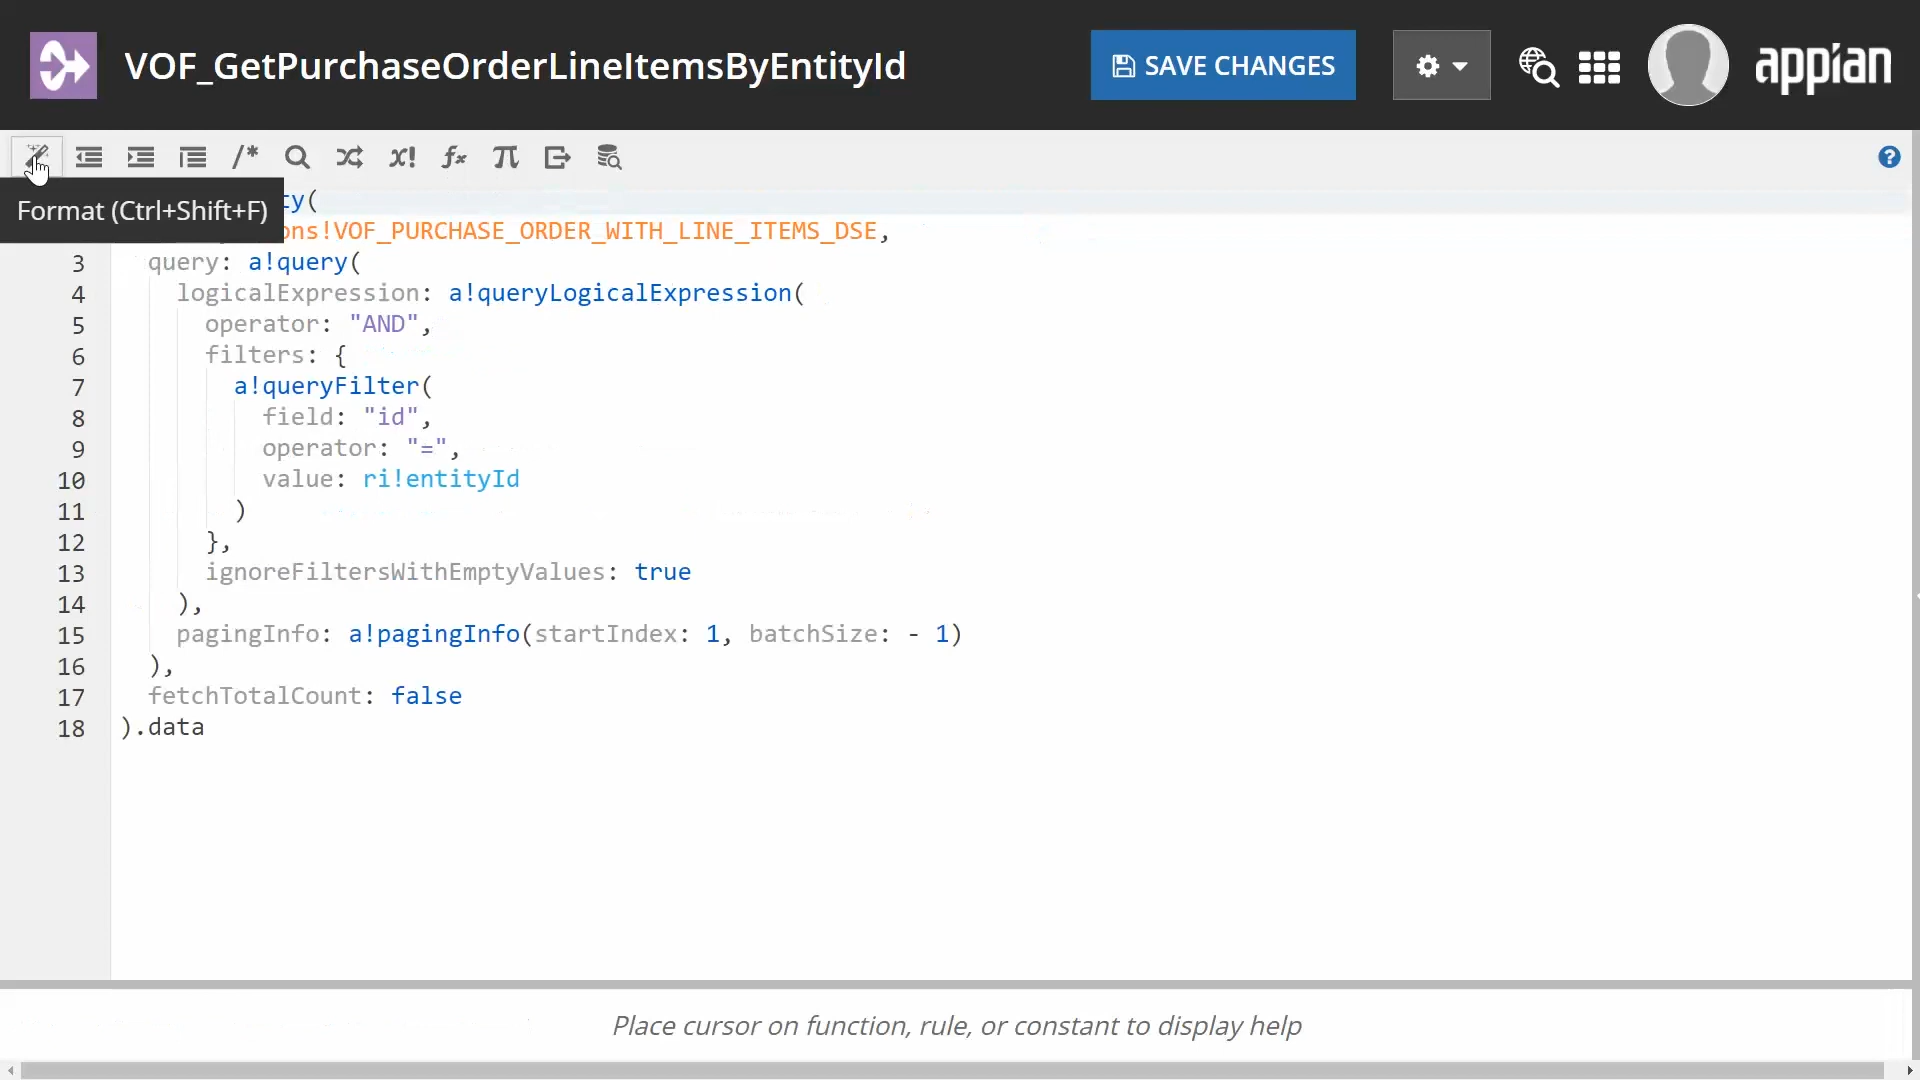 VOF_GetPurchaseOrderLineItemsByEntityId
SAVE CHANGES
appian
/*
x!
fx
π
?
Format (Ctrl+Shift+F)
ty(
ons!VOF_PURCHASE_ORDER_WITH_LINE_ITEMS_DSE,
3 query: a!query(
4 logicalExpression: a!queryLogicalExpression(
5 operator: "AND",
6 filters: {
7 a!queryFilter(
8 field: "id",
9 operator: "=",
10 value: ri!entityId
11 )
12 },
13 ignoreFiltersWithEmptyValues: true
14 ),
15 pagingInfo: a!pagingInfo(startIndex: 1, batchSize: - 1)
16 ),
17 fetchTotalCount: false
18 ).data
Place cursor on function, rule, or constant to display help